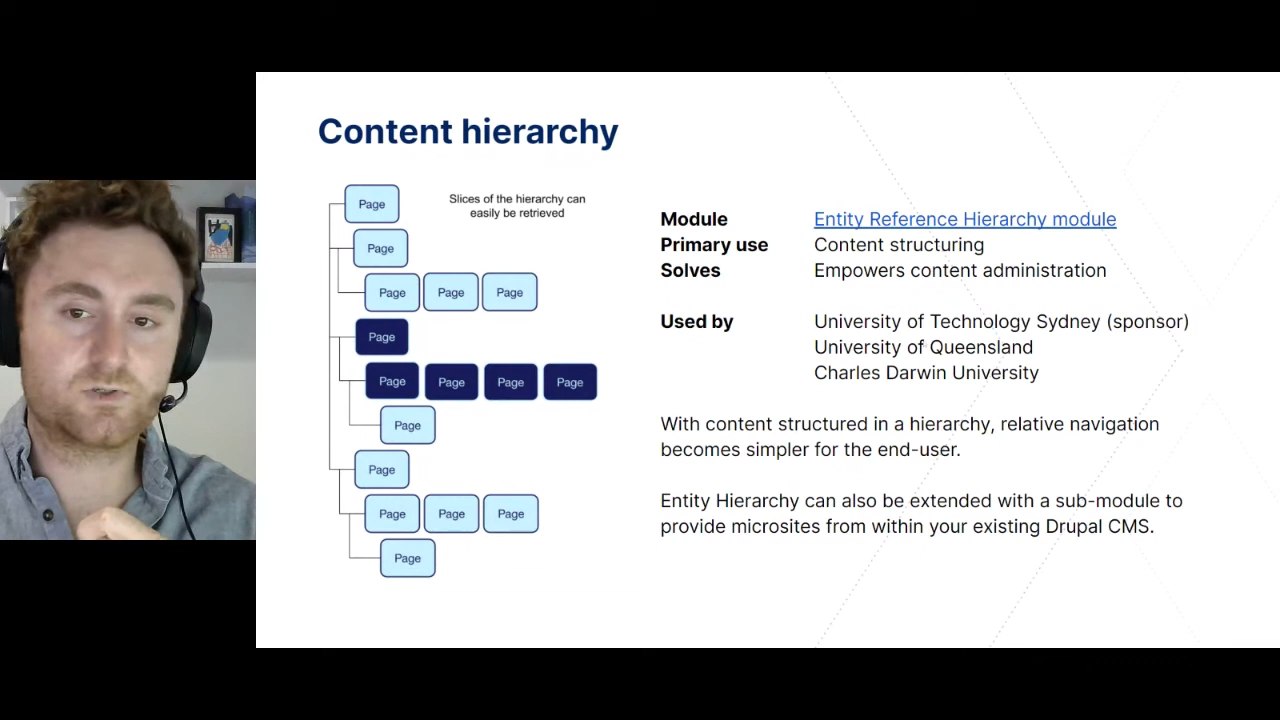 Content hierarchy
Page
Slices of the hierarchy can
easily be retrieved
Page
Page Page Page
Page
Page Page Page Page
Page
Page
Page Page Page
Page
Module Entity Reference Hierarchy module
Primary use Content structuring
Solves Empowers content administration
Used by University of Technology Sydney (sponsor)
University of Queensland
Charles Darwin University
With content structured in a hierarchy, relative navigation
becomes simpler for the end-user.
Entity Hierarchy can also be extended with a sub-module to
provide microsites from within your existing Drupal CMS.